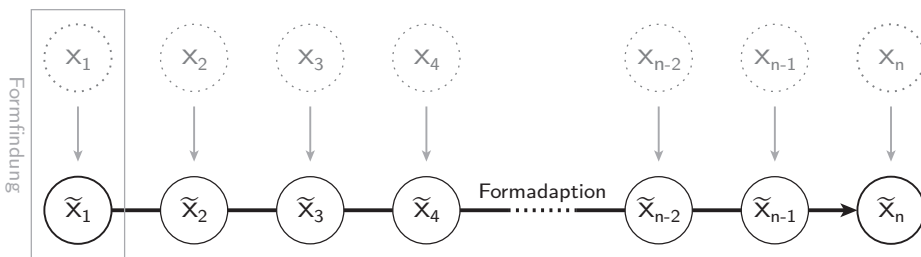 Formfindung
X₁ X₂ X₃ X₄ Xₙ₋₂ Xₙ₋₁ Xₙ
Formadaption
X̃₁ X̃₂ X̃₃ X̃₄ X̃ₙ₋₂ X̃ₙ₋₁ X̃ₙ